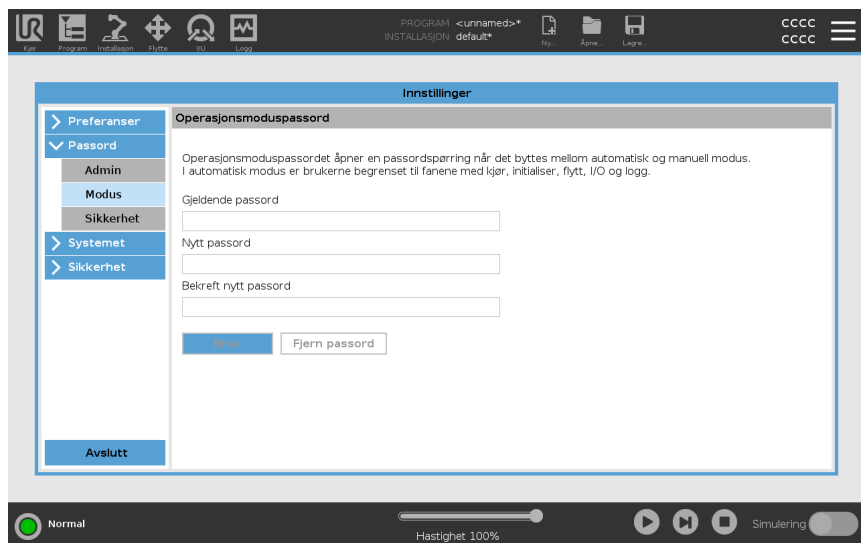 PROGRAM <unnamed>*
INSTALLASJON default*
CCCC
CCCC
Kjør Program Installasjon Flytte I/U Logg Ny... Åpne... Lagre...
Innstillinger
Preferanser
Passord
Admin
Modus
Sikkerhet
Systemet
Sikkerhet
Avslutt
Operasjonsmoduspassord
Operasjonsmoduspassordet åpner en passordspørring når det byttes mellom automatisk og manuell modus.
I automatisk modus er brukerne begrenset til fanene med kjør, initialiser, flytt, I/O og logg.
Gjeldende passord
Nytt passord
Bekreft nytt passord
Bruk Fjern passord
Normal
Hastighet 100%
Simulering